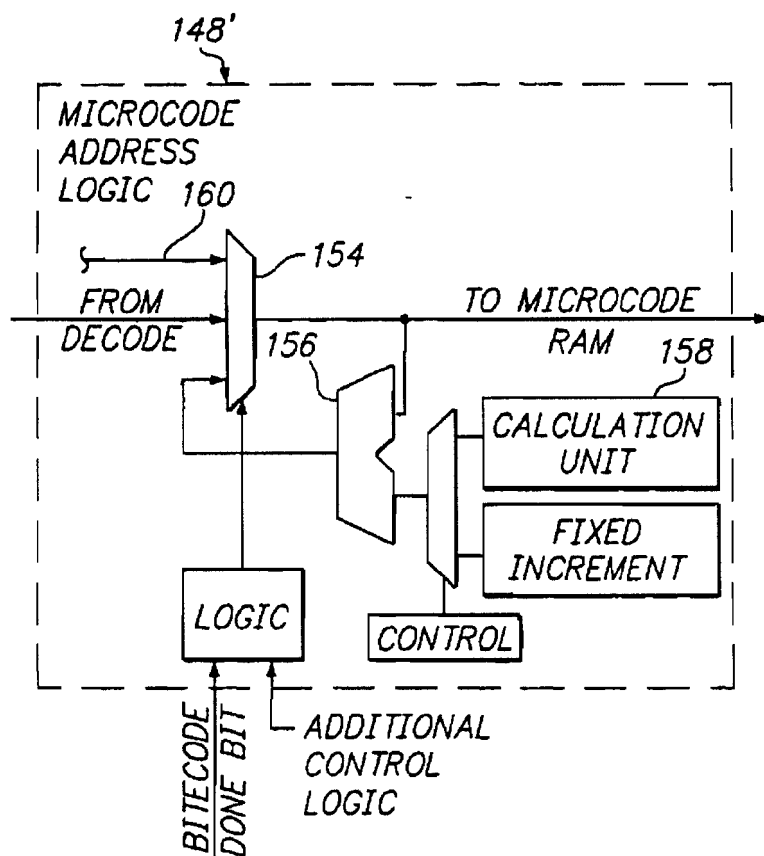 148'
MICROCODE
ADDRESS
LOGIC
160
154
FROM
DECODE
TO MICROCODE
RAM
156
158
CALCULATION
UNIT
FIXED
INCREMENT
LOGIC
CONTROL
BITECODE
DONE BIT
ADDITIONAL
CONTROL
LOGIC